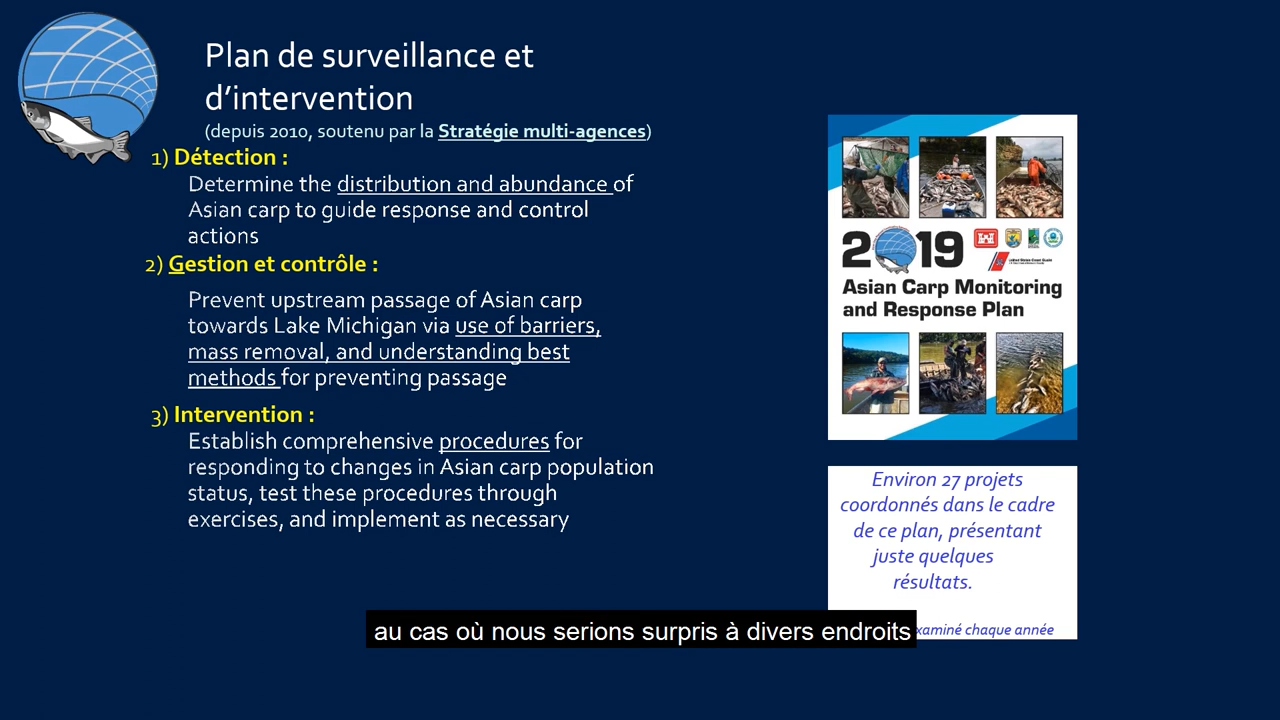 Plan de surveillance et
d’intervention
(depuis 2010, soutenu par la Stratégie multi-agences)
1) Détection :
Determine the distribution and abundance of
Asian carp to guide response and control
actions
2) Gestion et contrôle :
Prevent upstream passage of Asian carp
towards Lake Michigan via use of barriers,
mass removal, and understanding best
methods for preventing passage
3) Intervention :
Establish comprehensive procedures for
responding to changes in Asian carp population
status, test these procedures through
exercises, and implement as necessary
2019
Asian Carp Monitoring
and Response Plan
Environ 27 projets
coordonnés dans le cadre
de ce plan, présentant
juste quelques
résultats.
chaque année
au cas où nous serions surpris à divers endroits